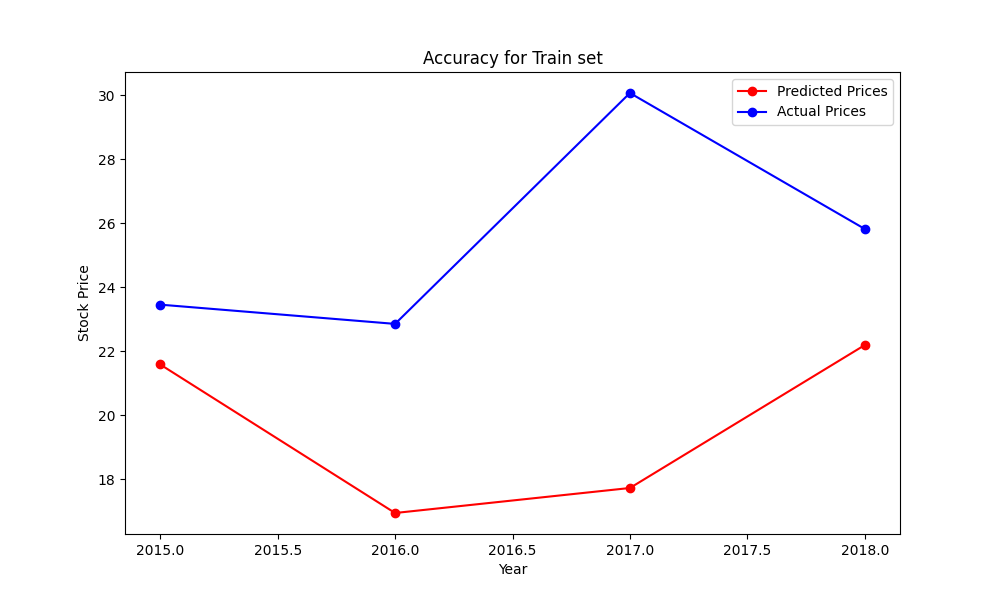 Accuracy for Train set
Predicted Prices
Actual Prices
30
28
26
24
22
20
18
Stock Price
2015.0 2015.5 2016.0 2016.5 2017.0 2017.5 2018.0
Year